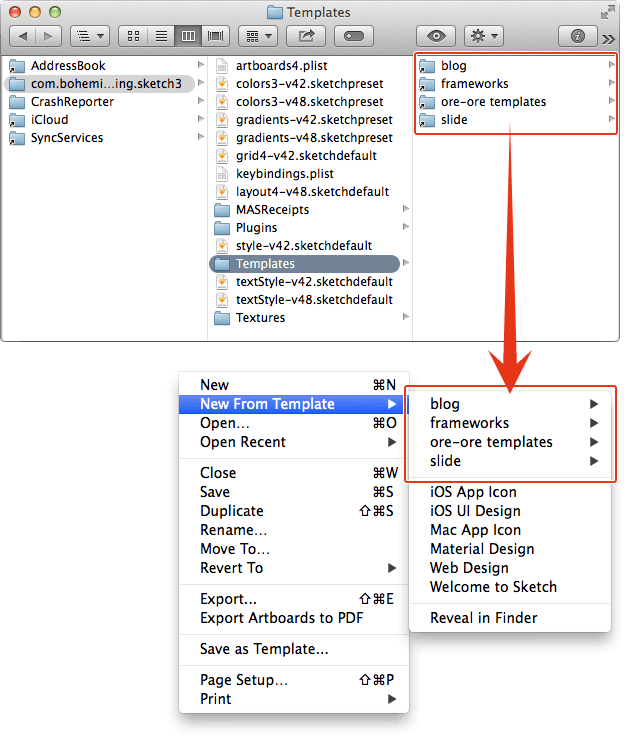 Templates
AddressBook
com.bohemi...ing.sketch3
CrashReporter
iCloud
SyncServices
artboards4.plist
colors3-v42.sketchpreset
colors3-v48.sketchpreset
gradients-v42.sketchpreset
gradients-v48.sketchpreset
grid4-v42.sketchdefault
keybindings.plist
layout4-v48.sketchdefault
MASReceipts
Plugins
style-v42.sketchdefault
Templates
textStyle-v42.sketchdefault
textStyle-v48.sketchdefault
Textures
blog
frameworks
ore-ore templates
slide
New ⌘N
New From Template ▶
Open... ⌘O
Open Recent ▶
Close ⌘W
Save ⌘S
Duplicate ⇧⌘S
Rename...
Move To...
Revert To ▶
Export... ⇧⌘E
Export Artboards to PDF
Save as Template...
Page Setup... ⇧⌘P
Print ▶
blog ▶
frameworks ▶
ore-ore templates ▶
slide ▶
iOS App Icon
iOS UI Design
Mac App Icon
Material Design
Web Design
Welcome to Sketch
Reveal in Finder